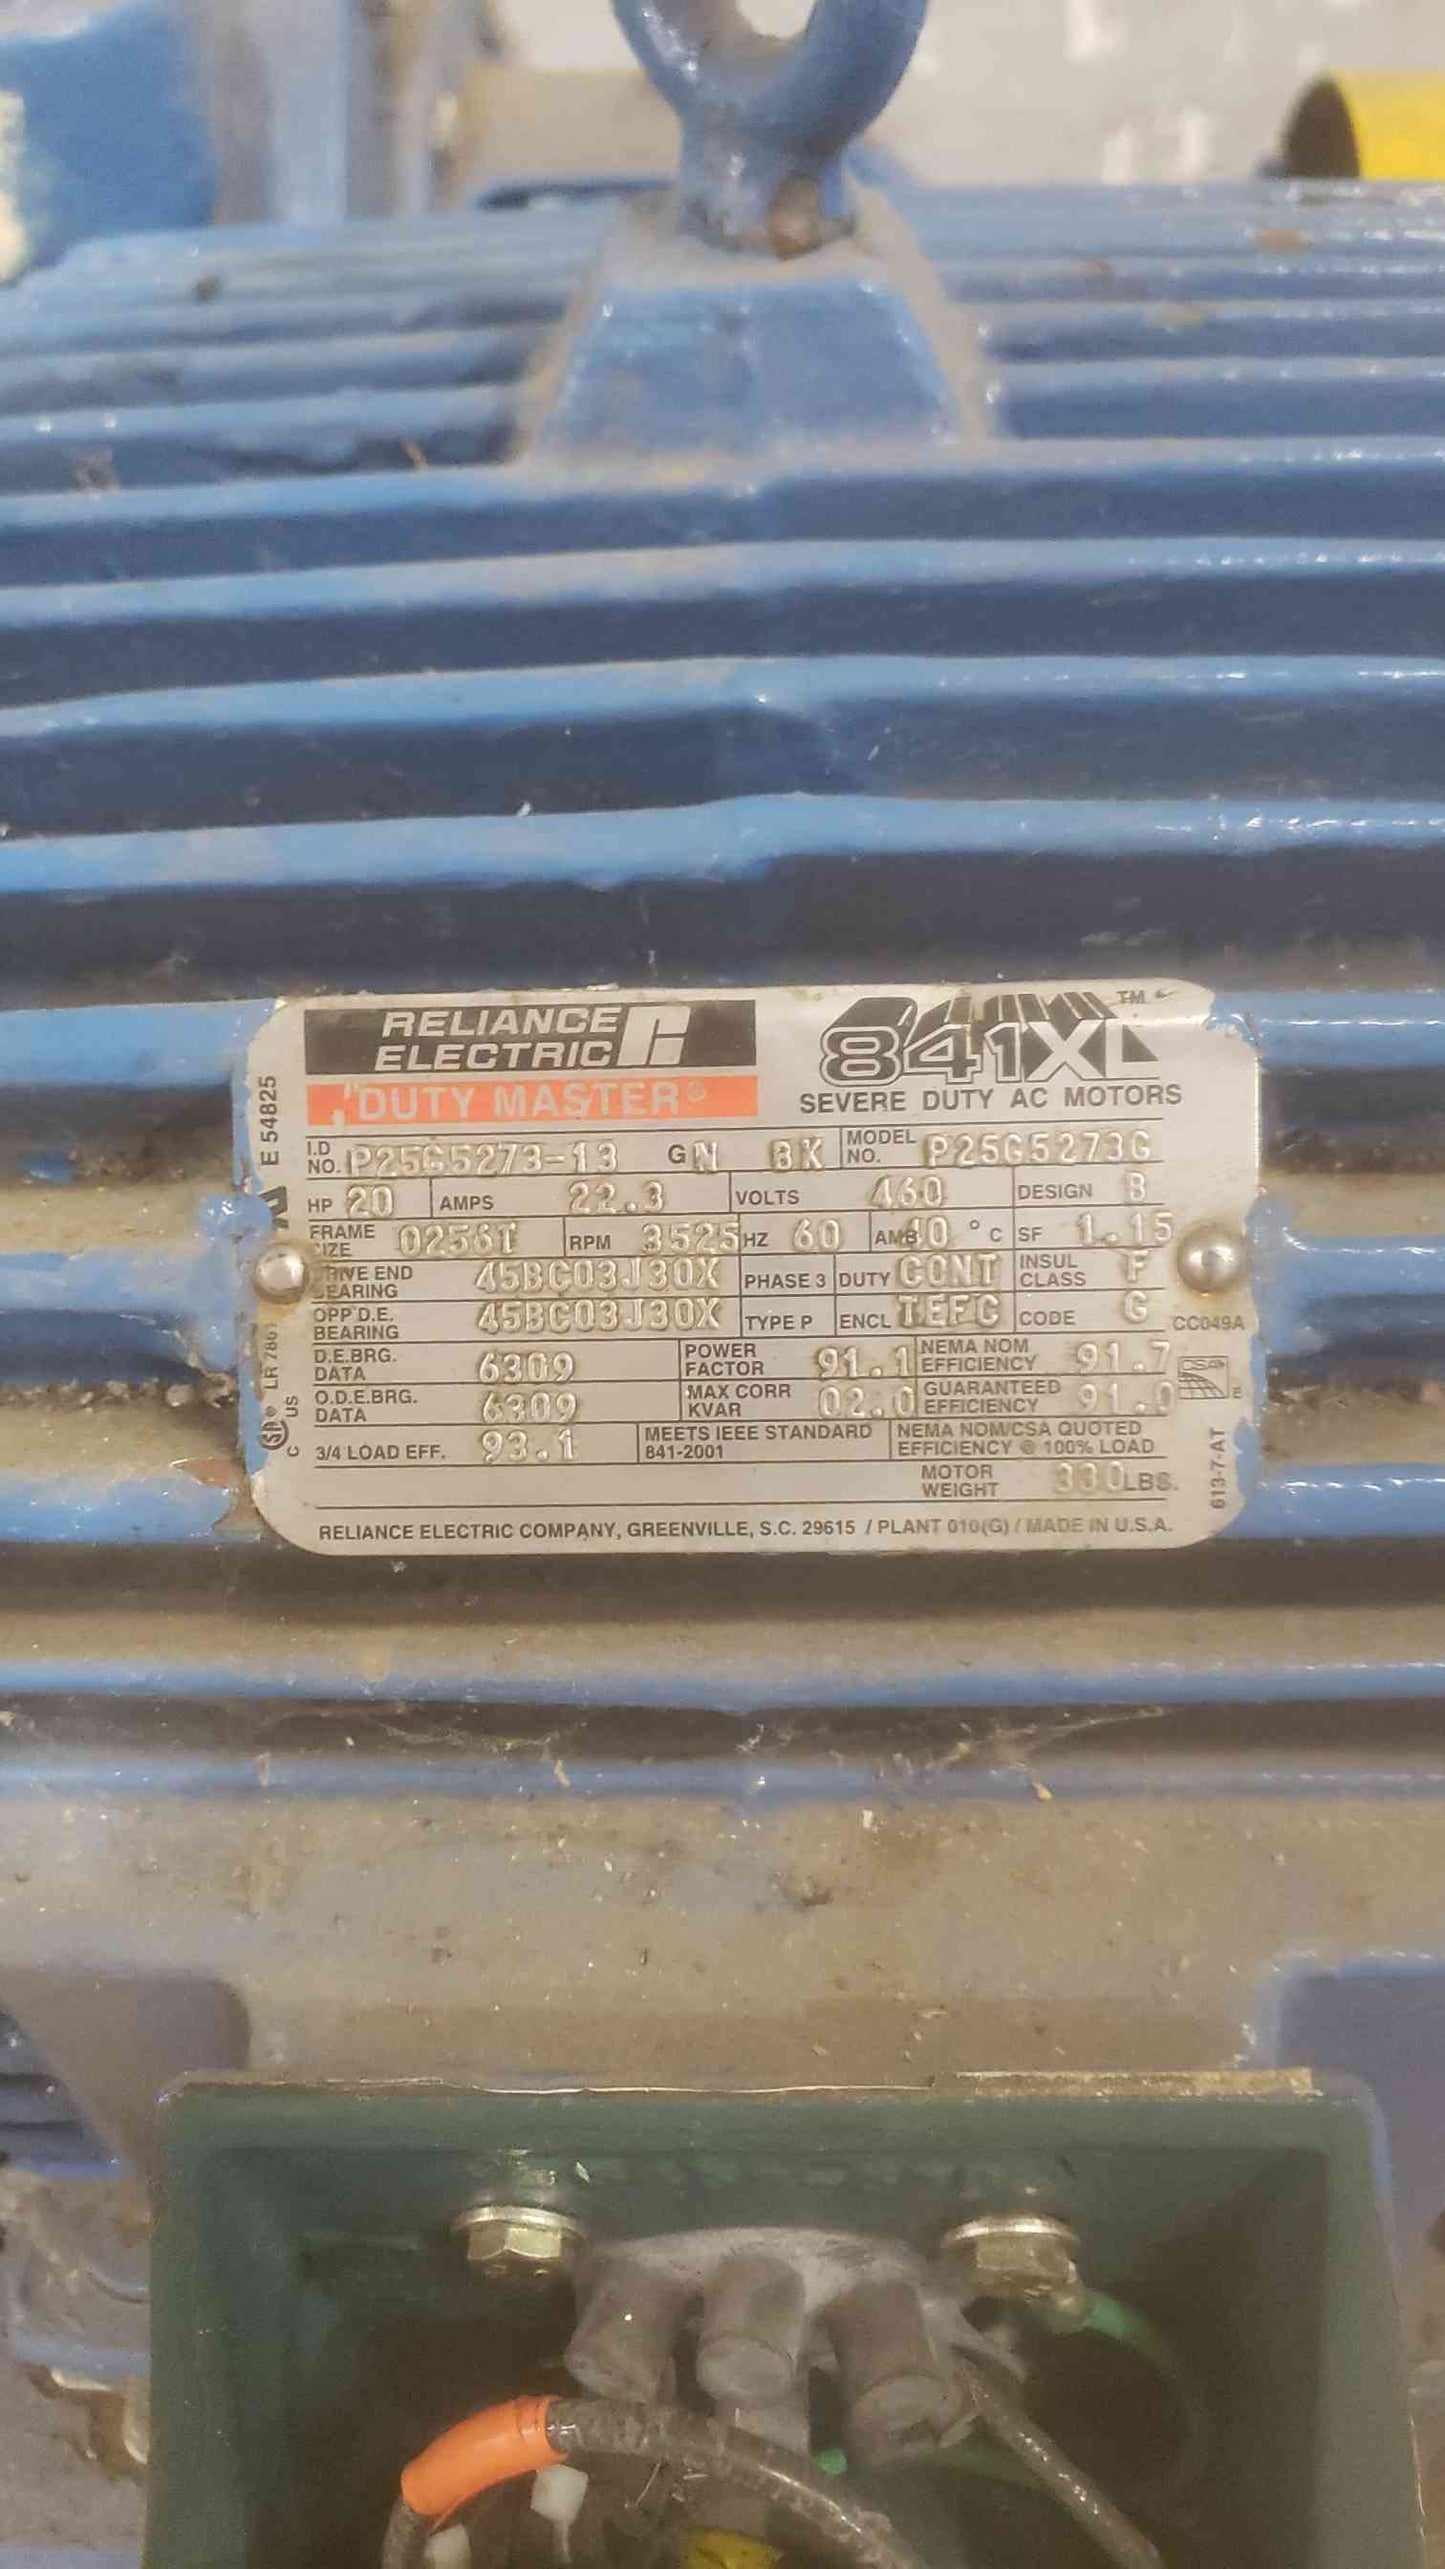 RELIANCE
ELECTRIC
DUTY MASTER®
841XL™
SEVERE DUTY AC MOTORS
E 54825
I.D. NO. P25G5273-13 GN BK MODEL NO. P25G5273G
HP 20 AMPS 22.3 VOLTS 460 DESIGN B
FRAME SIZE 0256T RPM 3525 HZ 60 AMB 40 °C SF 1.15
DRIVE END BEARING 45BC03J30X PHASE 3 DUTY CONT INSUL CLASS F
OPP D.E. BEARING 45BC03J30X TYPE P ENCL TEFC CODE G
CC049A
D.E.BRG. DATA 6309 POWER FACTOR 91.1 NEMA NOM EFFICIENCY 91.7
O.D.E.BRG. DATA 6309 MAX CORR KVAR 02.0 GUARANTEED EFFICIENCY 91.0
3/4 LOAD EFF. 93.1 MEETS IEEE STANDARD 841-2001 NEMA NOM/CSA QUOTED EFFICIENCY @ 100% LOAD
MOTOR WEIGHT 330 LBS.
RELIANCE ELECTRIC COMPANY, GREENVILLE, S.C. 29615 / PLANT 010(G) / MADE IN U.S.A.
C US
CSA
E
613-7-AT